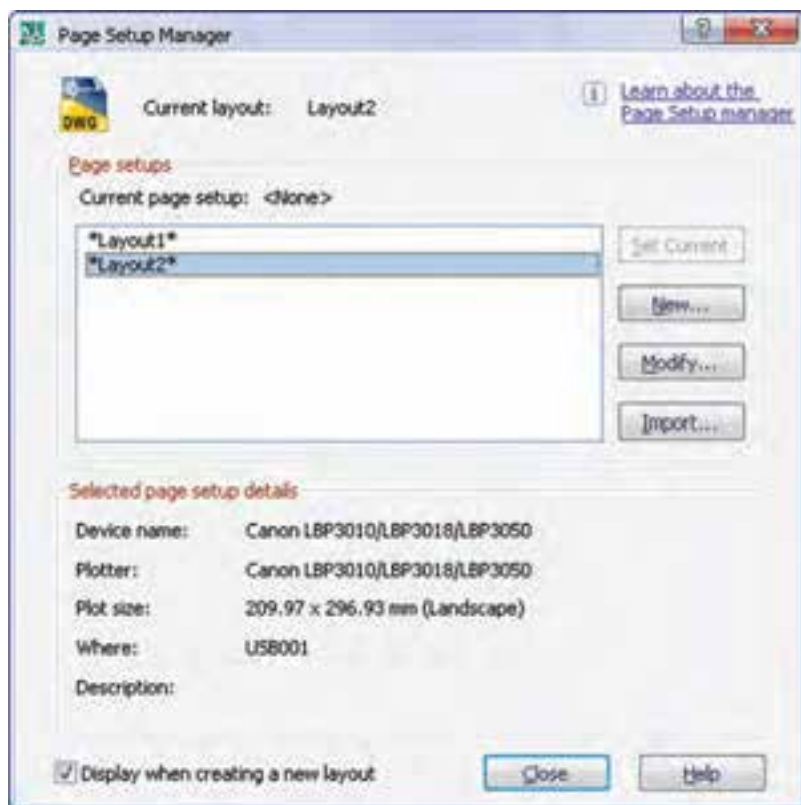 Page Setup Manager
DWG
Current layout: Layout2
Learn about the
Page Setup manager
Page setups
Current page setup: <None>
*Layout1*
*Layout2*
Set Current
New...
Modify...
Import...
Selected page setup details
Device name: Canon LBP3010/LBP3018/LBP3050
Plotter: Canon LBP3010/LBP3018/LBP3050
Plot size: 209.97 x 296.93 mm (Landscape)
Where: USB001
Description:
Display when creating a new layout
Close
Help